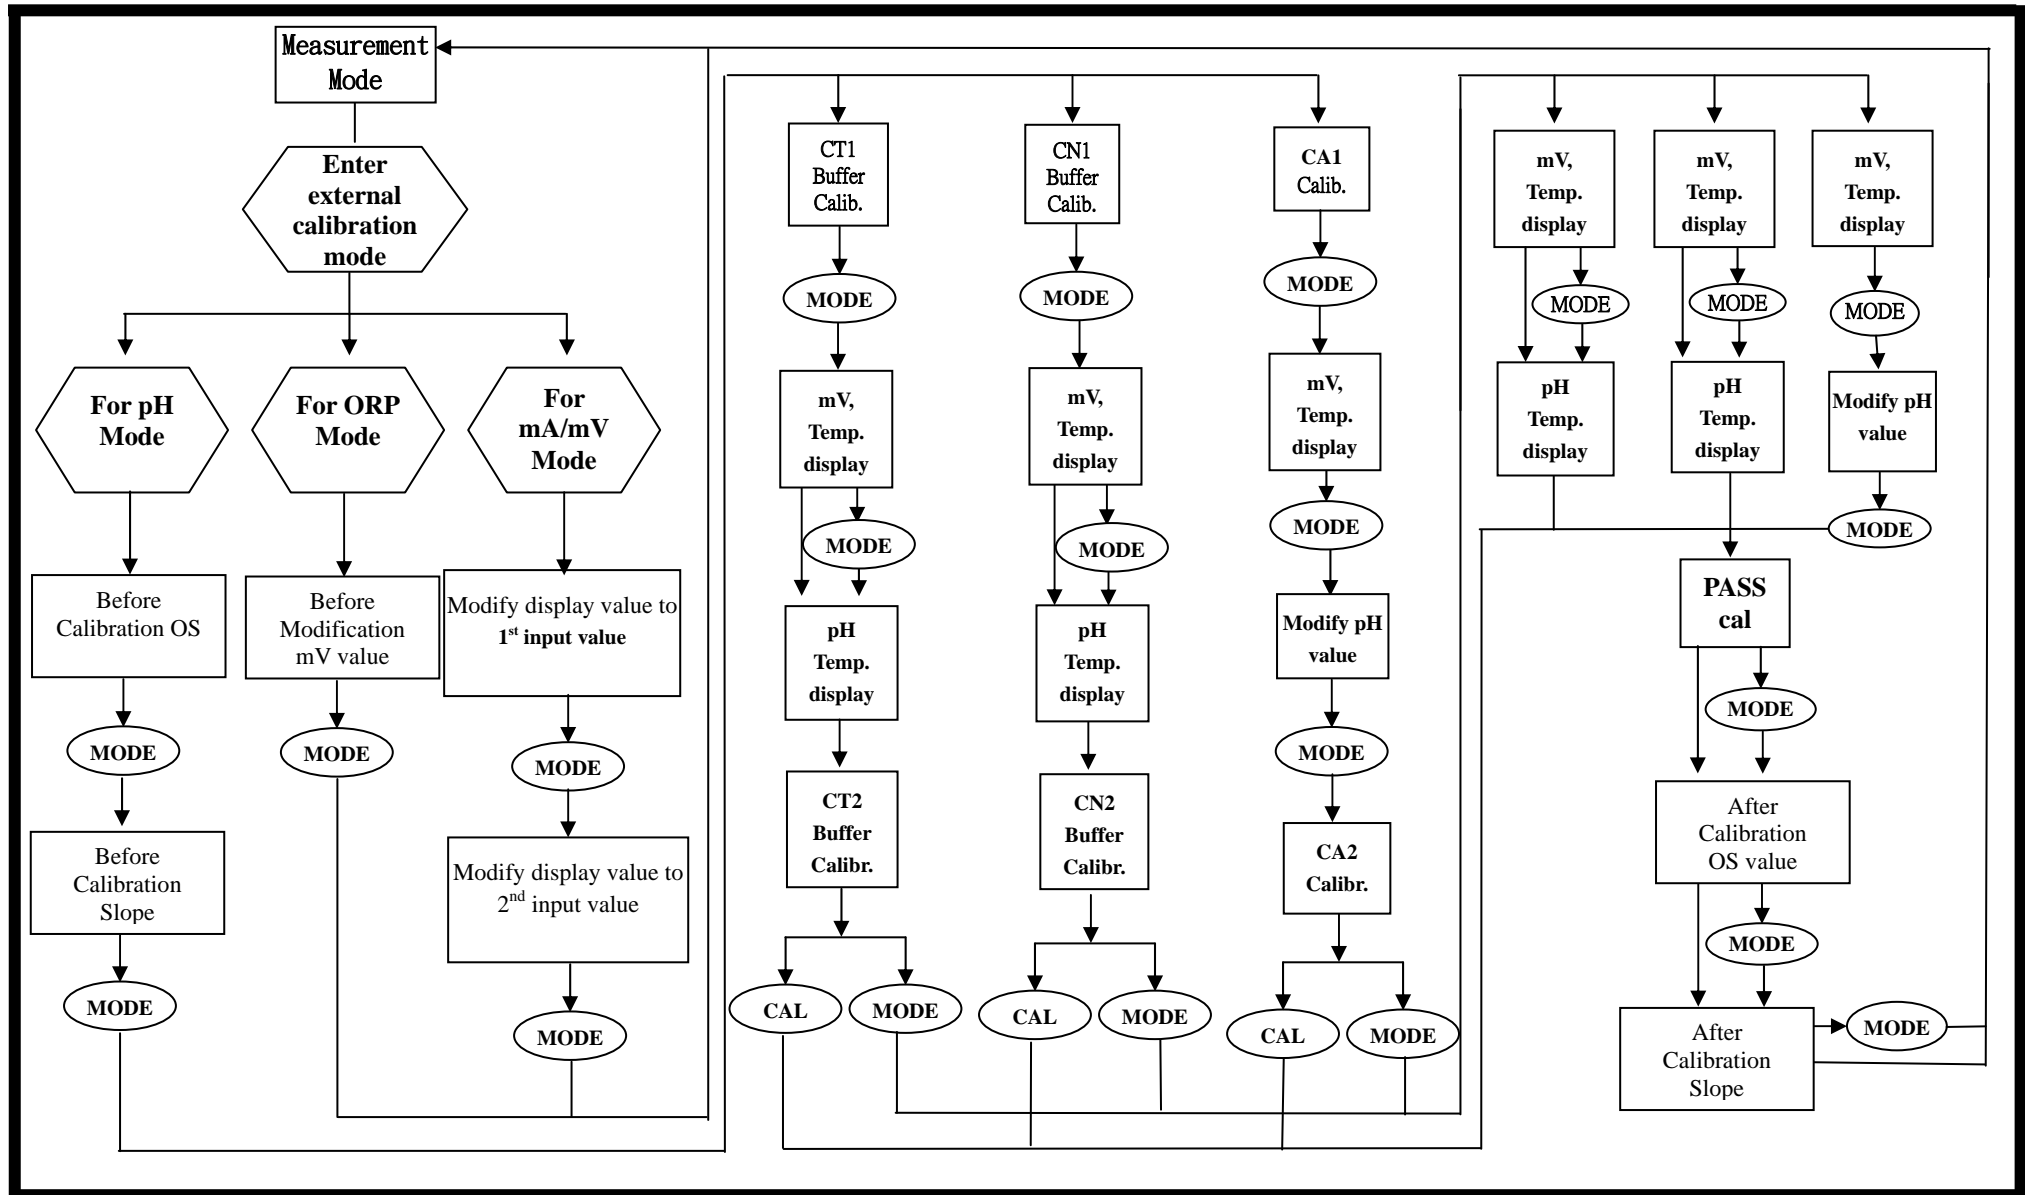 Measurement
Mode
Enter
external
calibration
mode
For pH
Mode
For ORP
Mode
For
mA/mV
Mode
Before
Calibration OS
Before
Modification
mV value
Modify display value to
1st input value
MODE
MODE
MODE
Before
Calibration
Slope
Modify display value to
2nd input value
MODE
MODE
CT1
Buffer
Calib.
MODE
mV,
Temp.
display
MODE
pH
Temp.
display
CT2
Buffer
Calibr.
CAL
MODE
CN1
Buffer
Calib.
MODE
mV,
Temp.
display
MODE
pH
Temp.
display
CN2
Buffer
Calibr.
CAL
MODE
CA1
Calib.
MODE
mV,
Temp.
display
MODE
Modify pH
value
MODE
CA2
Calibr.
CAL
MODE
mV,
Temp.
display
MODE
pH
Temp.
display
mV,
Temp.
display
MODE
pH
Temp.
display
mV,
Temp.
display
MODE
Modify pH
value
MODE
PASS
cal
MODE
After
Calibration
OS value
MODE
After
Calibration
Slope
MODE